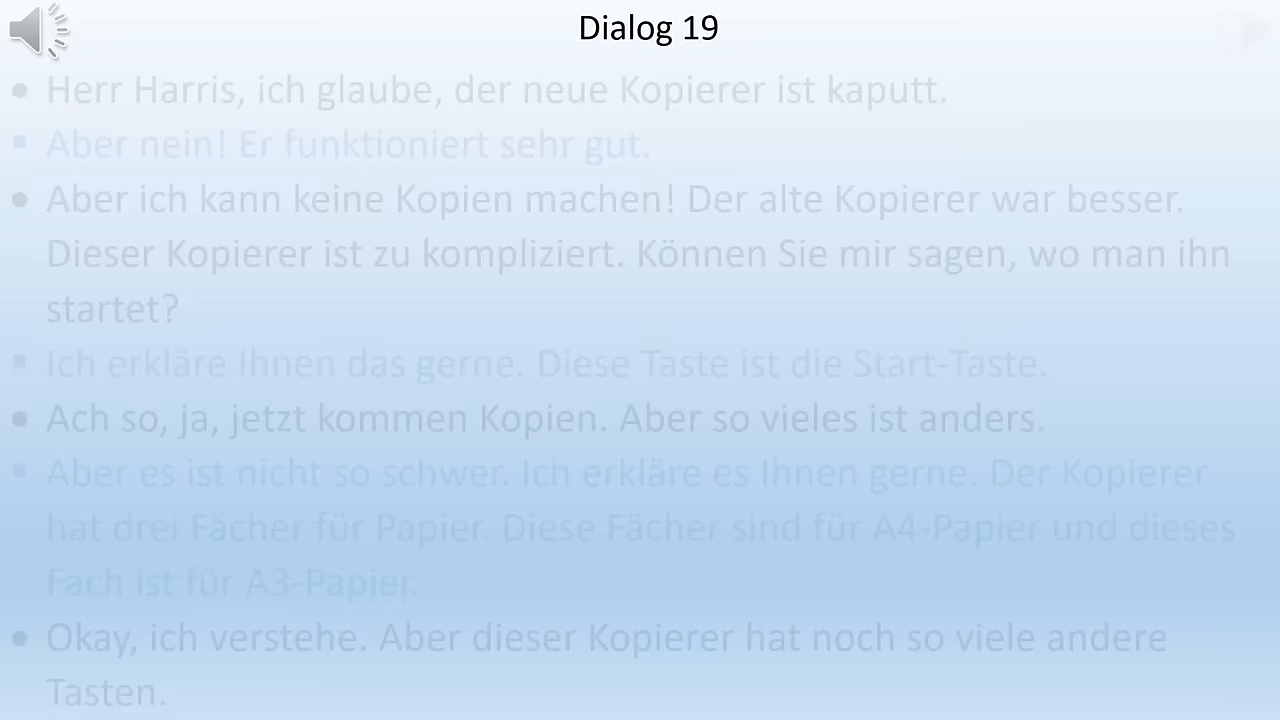 Dialog 19
• Herr Harris, ich glaube, der neue Kopierer ist kaputt.
▪ Aber nein! Er funktioniert sehr gut.
• Aber ich kann keine Kopien machen! Der alte Kopierer war besser.
Dieser Kopierer ist zu kompliziert. Können Sie mir sagen, wo man ihn
startet?
▪ Ich erkläre Ihnen das gerne. Diese Taste ist die Start-Taste.
• Ach so, ja, jetzt kommen Kopien. Aber so vieles ist anders.
▪ Aber es ist nicht so schwer. Ich erkläre es Ihnen gerne. Der Kopierer
hat drei Fächer für Papier. Diese Fächer sind für A4-Papier und dieses
Fach ist für A3-Papier.
• Okay, ich verstehe. Aber dieser Kopierer hat noch so viele andere
Tasten.